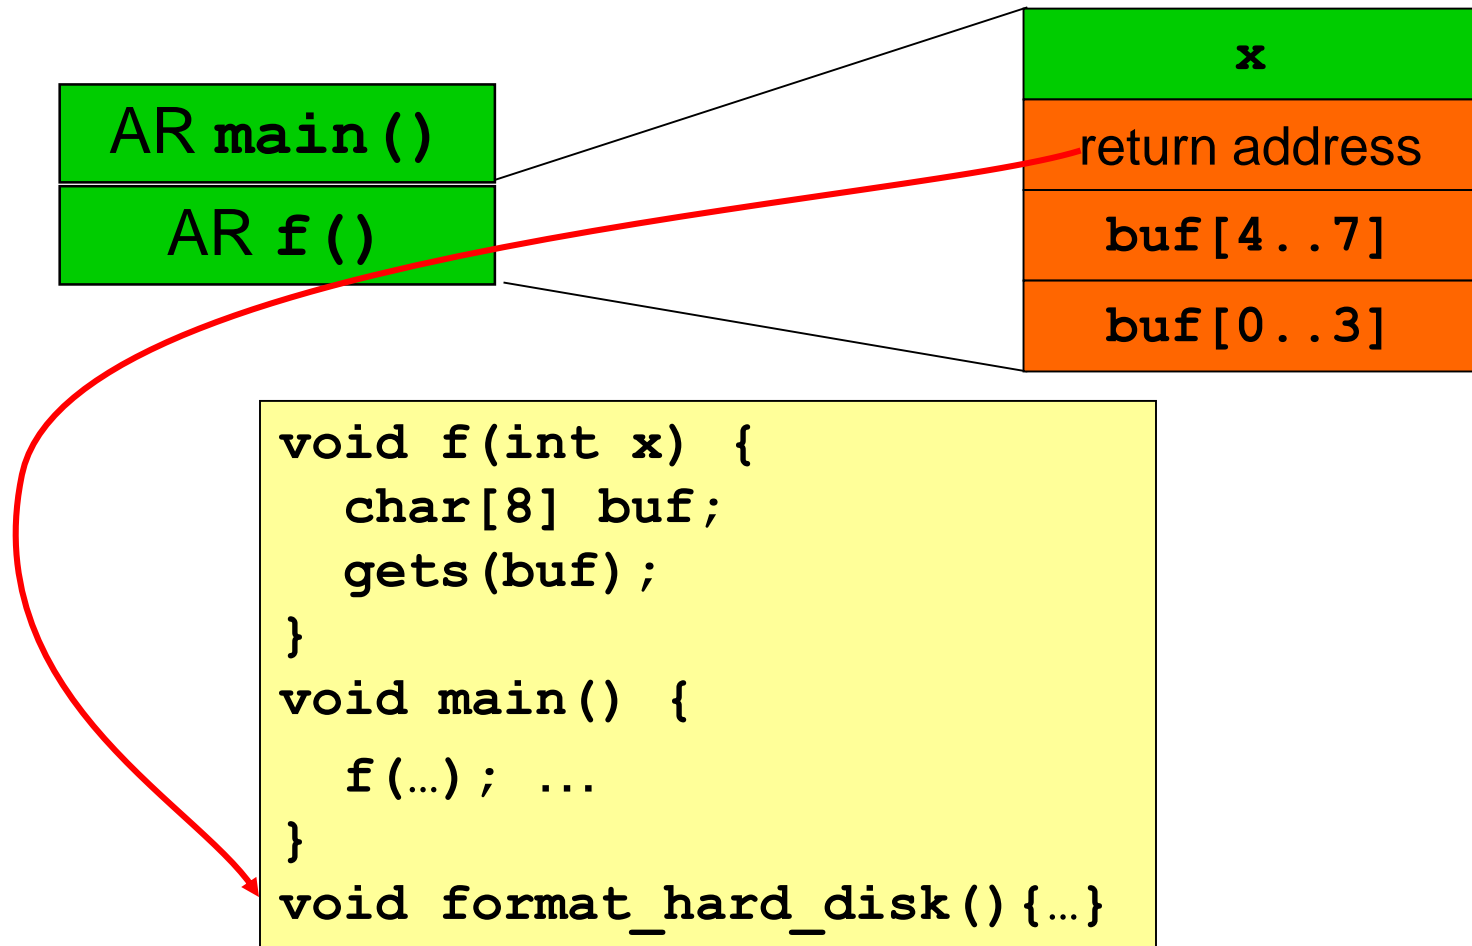 AR main()
AR f()
x
return address
buf[4..7]
buf[0..3]
void f(int x) {
char[8] buf;
gets(buf);
}
void main() {
f(…); ...
}
void format_hard_disk(){…}